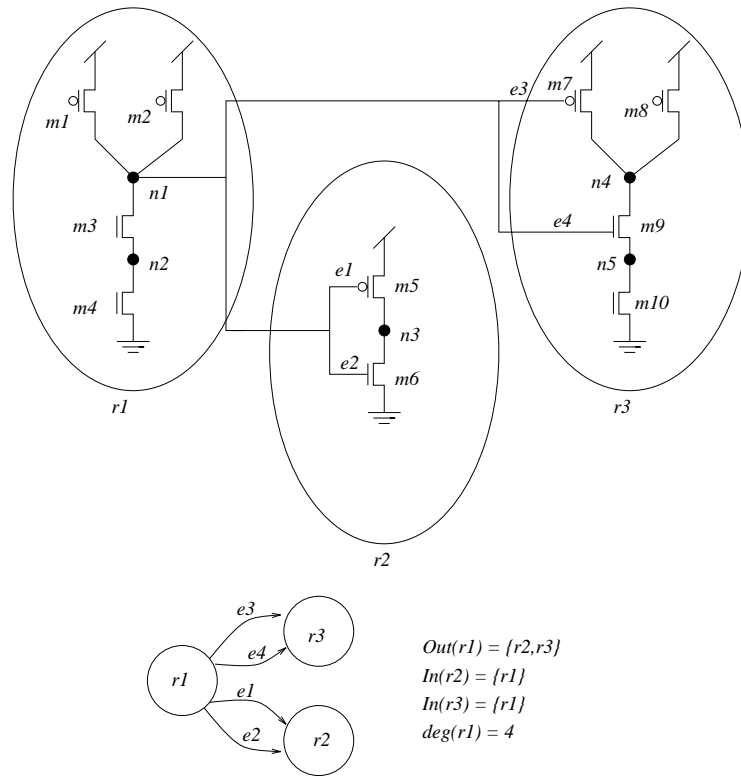 e3
m7
m1
m2
m8
n1
n4
m3
e4
m9
n2
n5
e1
m5
m4
m10
n3
e2
m6
r1
r3
r2
e3
r3
e4
Out(r1) = {r2,r3}
r1
In(r2) = {r1}
e1
In(r3) = {r1}
e2
r2
deg(r1) = 4